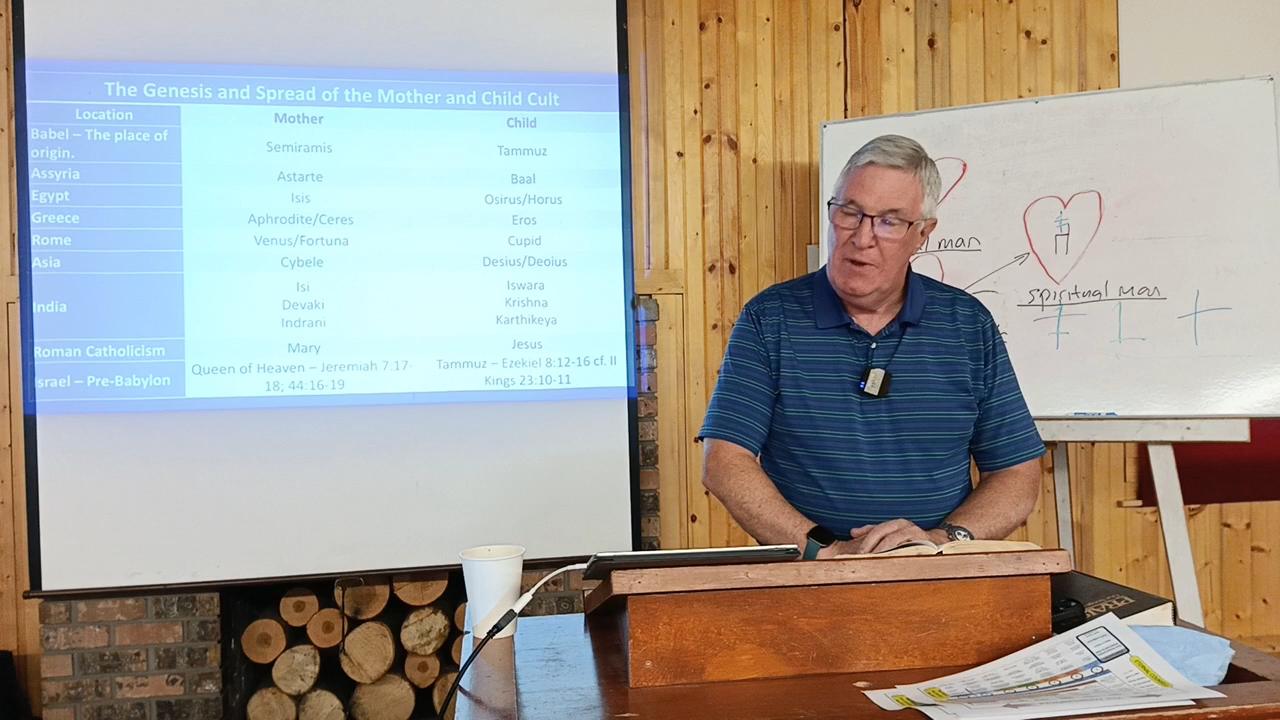 The Genesis and Spread of the Mother and Child Cult
Location Mother Child
Babel – The place of origin. Semiramis Tammuz
Assyria Astarte Baal
Egypt Isis Osirus/Horus
Greece Aphrodite/Ceres Eros
Rome Venus/Fortuna Cupid
Asia Cybele Desius/Deoius
India Isi Iswara
Devaki Krishna
Indrani Karthikeya
Roman Catholicism Mary Jesus
Israel – Pre-Babylon Queen of Heaven – Jeremiah 7:17-
18; 44:16-19
Tammuz – Ezekiel 8:12-16 cf. II
Kings 23:10-11
man
spiritual man